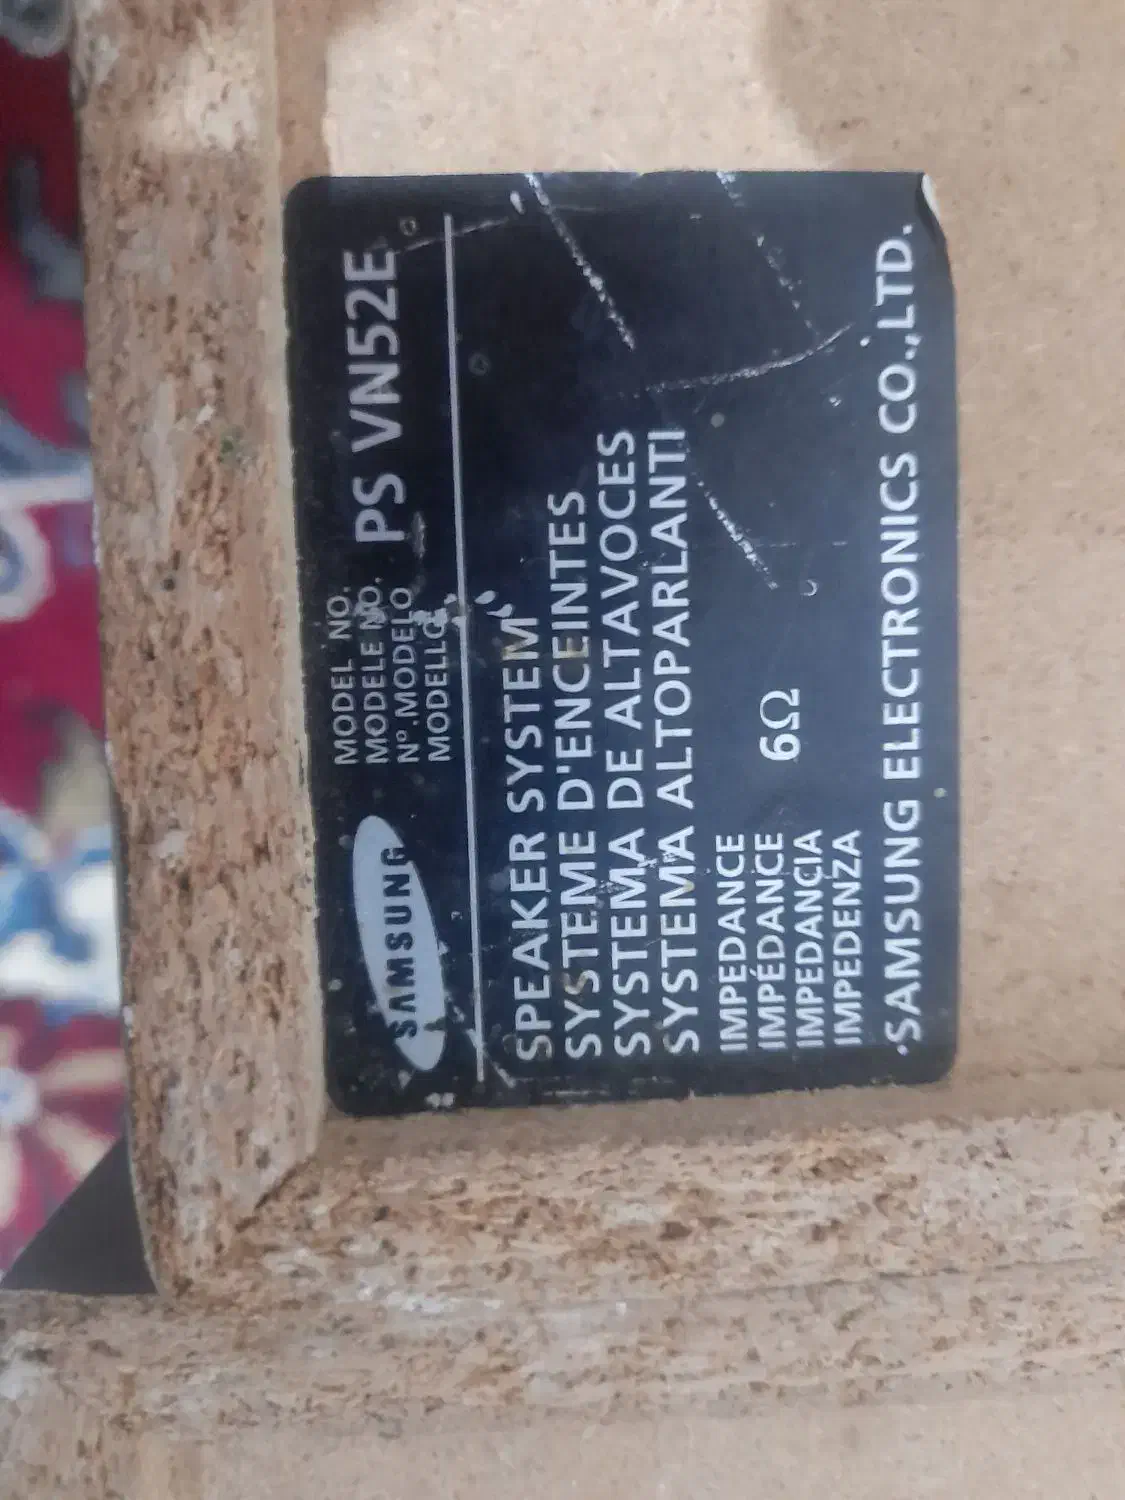 SAMSUNG
MODEL NO.
MODELE NO.
Nº.MODELO
MODELLO
PS VN52E
SPEAKER SYSTEM
SYSTEME D'ENCEINTES
SYSTEMA DE ALTAVOCES
SYSTEMA ALTOPARLANTI
IMPEDANCE
IMPÉDANCE
IMPEDANCIA
IMPEDENZA
6Ω
SAMSUNG ELECTRONICS CO.,LTD.